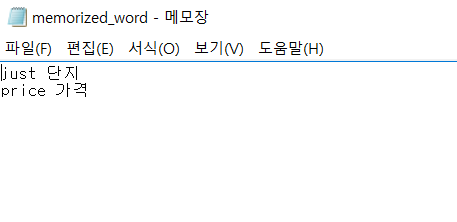 memorized_word - 메모장
파일(F) 편집(E) 서식(O) 보기(V) 도움말(H)
just 단지
price 가격